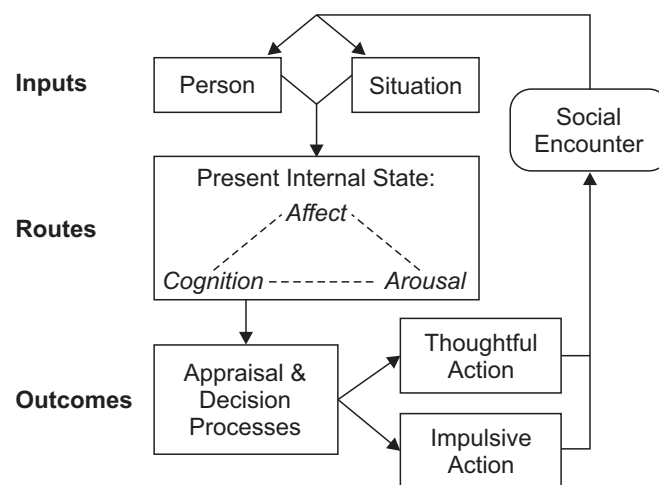 Inputs
Person
Situation
Social
Encounter
Present Internal State:
Affect
Routes
Cognition
Arousal
Appraisal &
Decision
Processes
Outcomes
Thoughtful
Action
Impulsive
Action